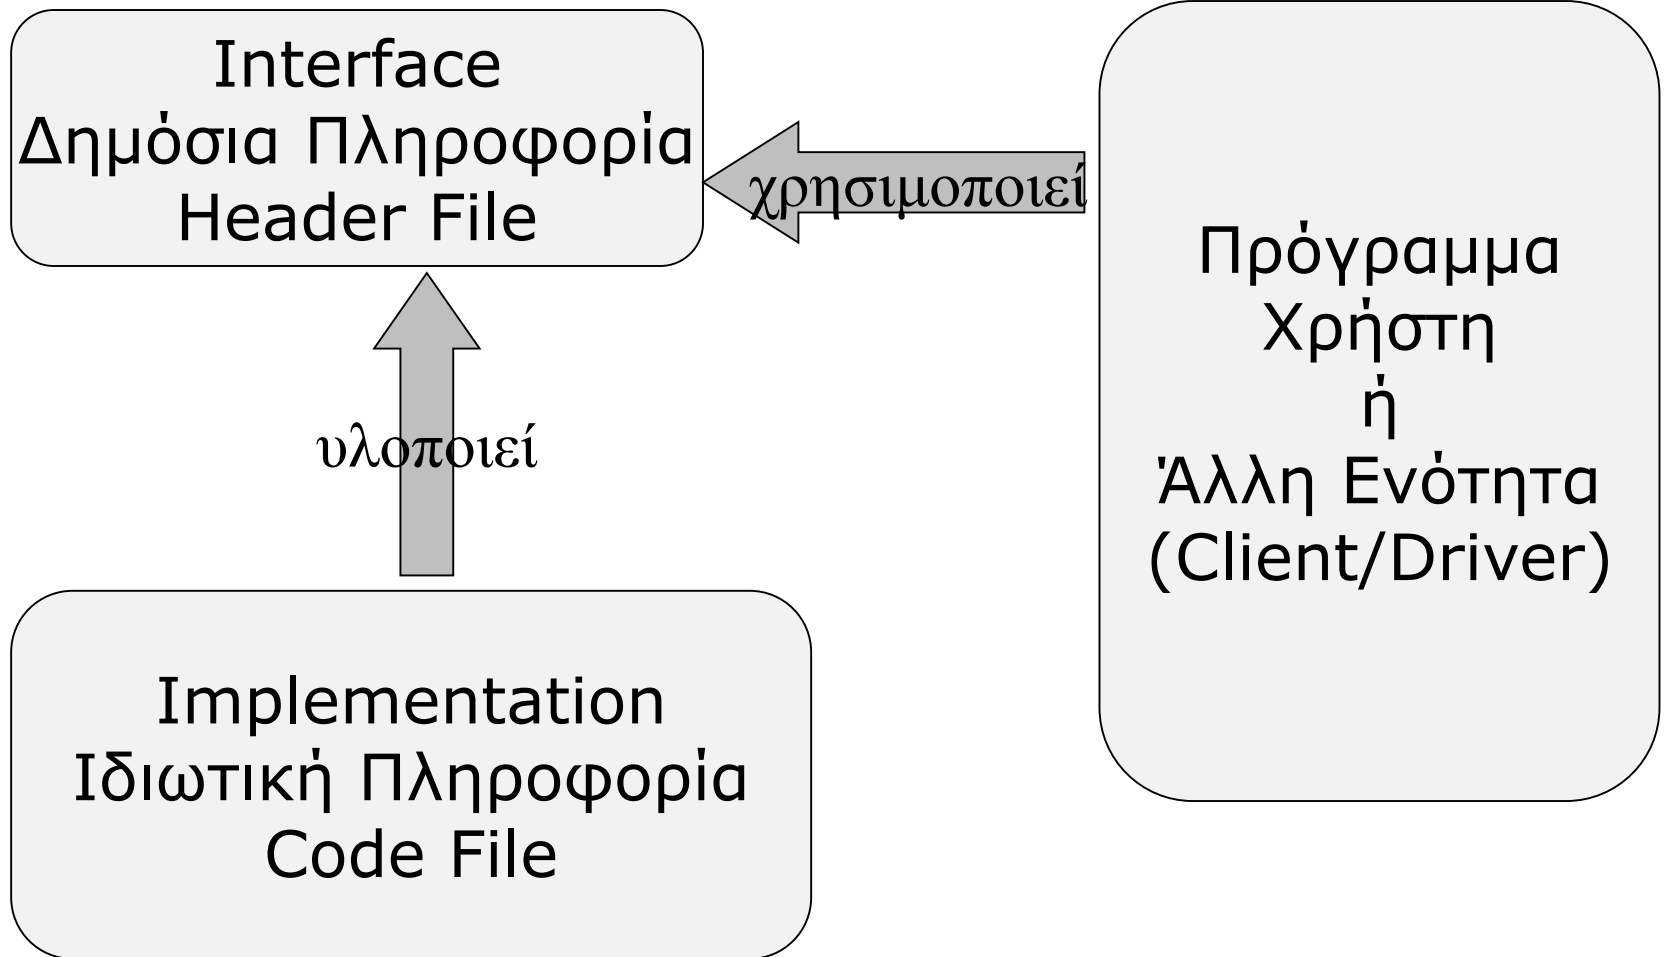 Interface
Δημόσια Πληροφορία
Header File
χρησιμοποιεί
Πρόγραμμα
Χρήστη
ή
Άλλη Ενότητα
(Client/Driver)
υλοποιεί
Implementation
Ιδιωτική Πληροφορία
Code File